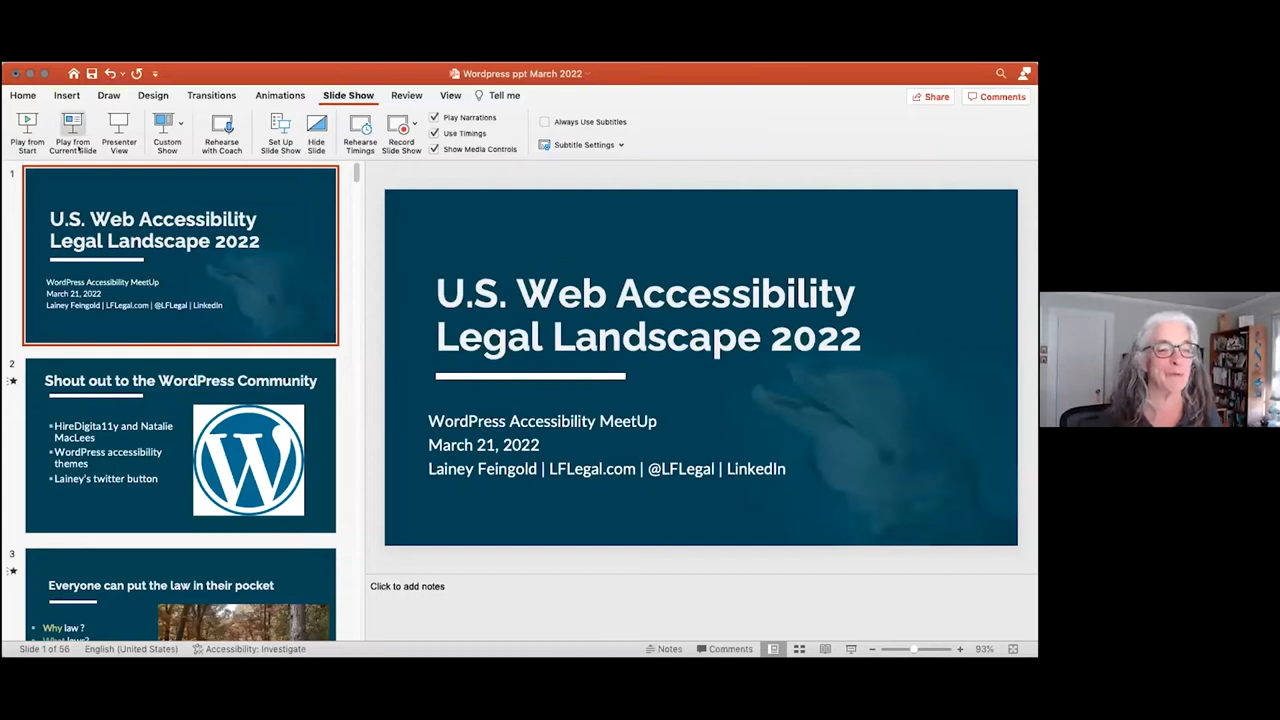 Wordpress ppt March 2022
Home Insert Draw Design Transitions Animations Slide Show Review View Tell me Share Comments
Play from Start
Play from Current Slide
Presenter View
Custom Show
Rehearse with Coach
Set Up Slide Show
Hide Slide
Rehearse Timings
Record Slide Show
Play Narrations
Use Timings
Show Media Controls
Always Use Subtitles
Subtitle Settings
1
U.S. Web Accessibility
Legal Landscape 2022
WordPress Accessibility MeetUp
March 21, 2022
Lainey Feingold | LFLegal.com | @LFLegal | LinkedIn
2
Shout out to the WordPress Community
▪HireDigita11y and Natalie
MacLees
▪WordPress accessibility
themes
▪Lainey's twitter button
W
3
Everyone can put the law in their pocket
• Why law ?
• What laws?
U.S. Web Accessibility
Legal Landscape 2022
WordPress Accessibility MeetUp
March 21, 2022
Lainey Feingold | LFLegal.com | @LFLegal | LinkedIn
Click to add notes
Slide 1 of 56 English (United States) Accessibility: Investigate Notes Comments 93%